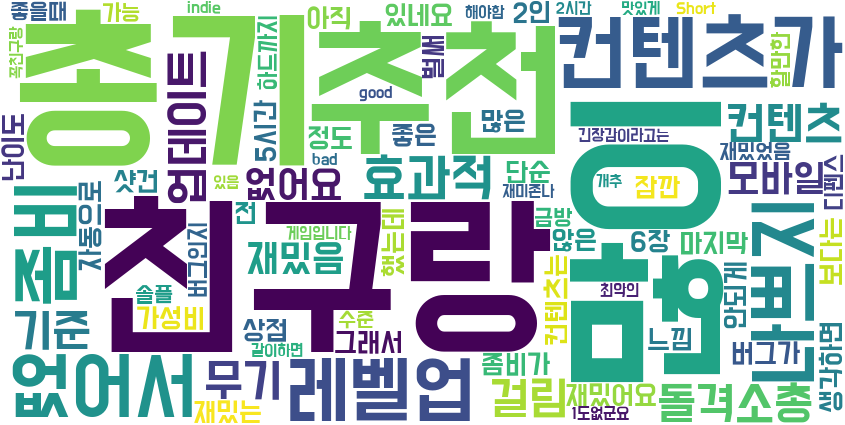 좋을때
가능
indie
아직
있네요
해야함
2시간
맛있게
Short
2인
총기추천
컨텐츠가
꼭친구랑
하드까지
벌써
할만한
난이도
업데이트
5시간
good
정도
좋은
많은
컨텐츠
긴장감이라고는
재밌었음
bad
없어요
효과적
단순
모바일
디펜스
샷건
있음
재미존나
개추
잠깐
좀비
자동으로
버그인지
전
친구랑
게임입니다
했는데
금방
않은
6장
마지막
보다는
재밌음
솔플
가성비
컨텐츠는
최악의
안되게
기준
상점
수준
그래서
느낌
버그가
생각하면
같이하면
좀비가
없어서
무기
레벨업
걸림
재밌어요
돌격소총
재밌는
1도없군요